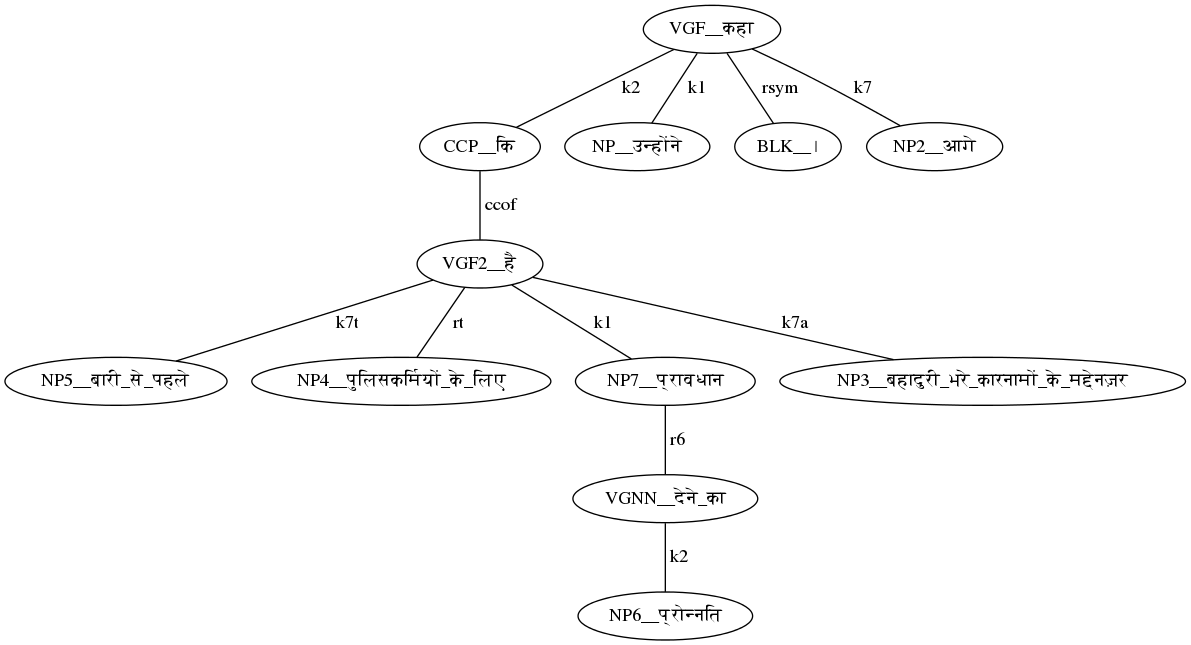 VGF__कहा
k2 k1 rsym k7
CCP__कि NP__उन्होंने BLK__। NP2__आगे
ccof
VGF2__है
k7t rt k1 k7a
NP5__बारी_से_पहले NP4__पुलिसकर्मियों_के_लिए NP7__प्रावधान NP3__बहादुरी_भरे_कारनामों_के_मद्देनज़र
r6
VGNN__देने_का
k2
NP6__प्रोन्नति